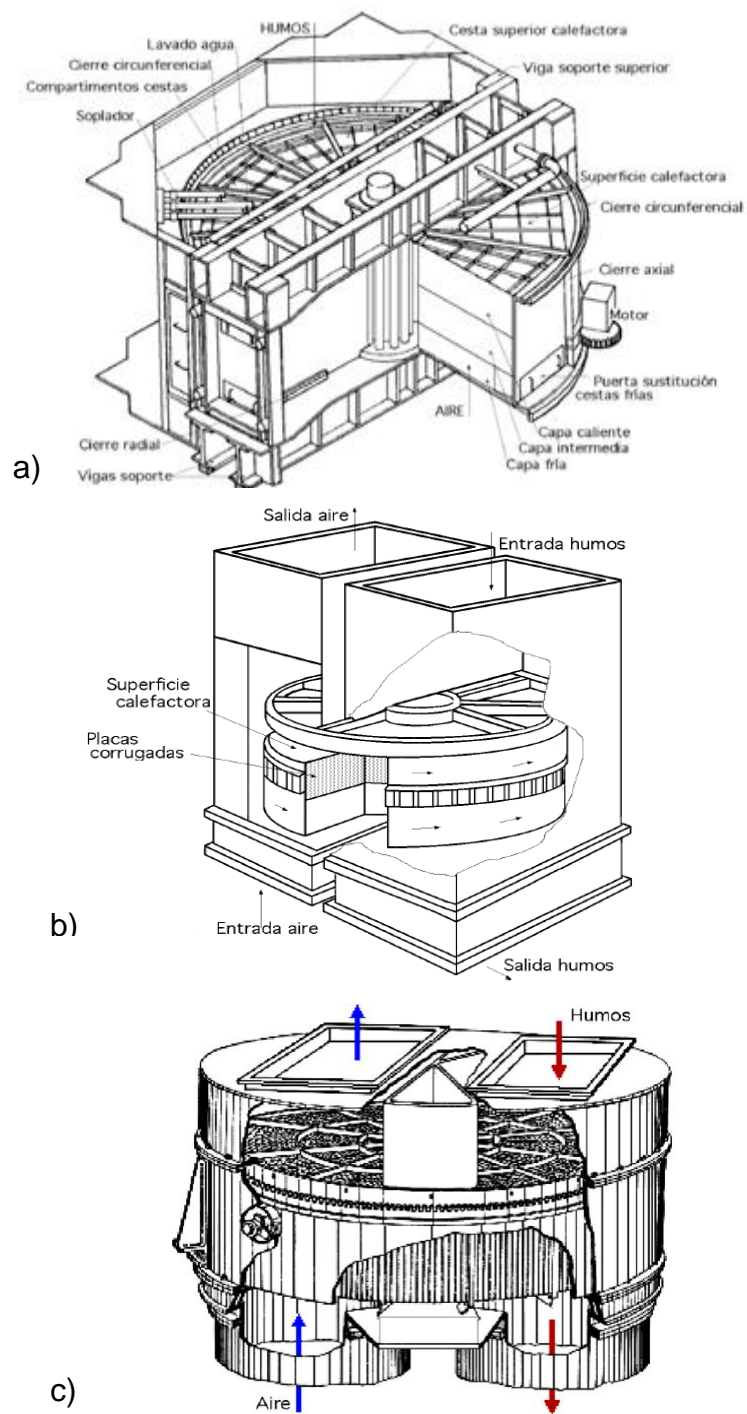 HUMOS
Cesta superior calefactora
Lavado agua
Cierre circunferencial
Viga soporte superior
Compartimentos cestas
Soplador
Superficie calefactora
Cierre circunferencial
Cierre axial
Motor
Puerta sustitución
cestas frías
AIRE
Capa caliente
Cierre radial
Capa intermedia
Capa fría
a)
Vigas soporte
Salida aire
Entrada humos
Superficie
calefactora
Placas
corrugadas
b)
Entrada aire
Salida humos
Humos
c)
Aire